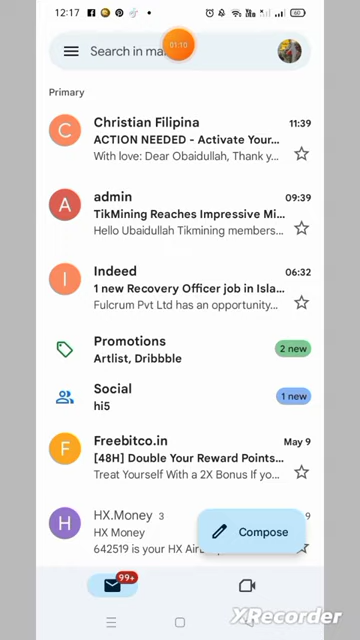 12:17
60
01:10
Search in ma
Primary
C
Christian Filipina
11:39
ACTION NEEDED - Activate Your...
With love: Dear Obaidullah, Thank y...
A
admin
09:39
TikMining Reaches Impressive Mi...
Hello Ubaidullah Tikmining members...
I
Indeed
06:32
1 new Recovery Officer job in Isla...
Fulcrum Pvt Ltd has an opportunity...
Promotions
2 new
Artlist, Dribbble
Social
1 new
hi5
F
Freebitco.in
May 9
[48H] Double Your Reward Points...
Treat Yourself With a 2X Bonus If yo...
H
HX.Money 3
9
HX Money
642519 is your HX Air
Compose
99+
XRecorder